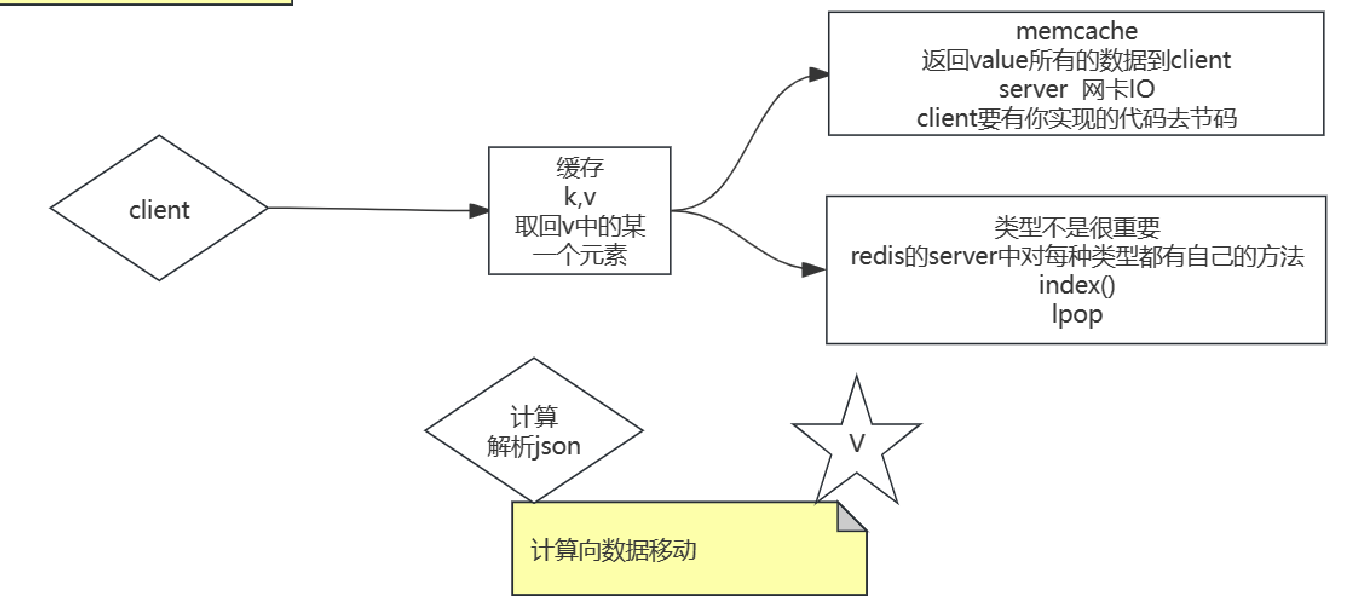 client
缓存
k,v
取回v中的某
一个元素
memcache
返回value所有的数据到client
server 网卡IO
client要有你实现的代码去节码
类型不是很重要
redis的server中对每种类型都有自己的方法
index()
lpop
计算
解析json
V
计算向数据移动